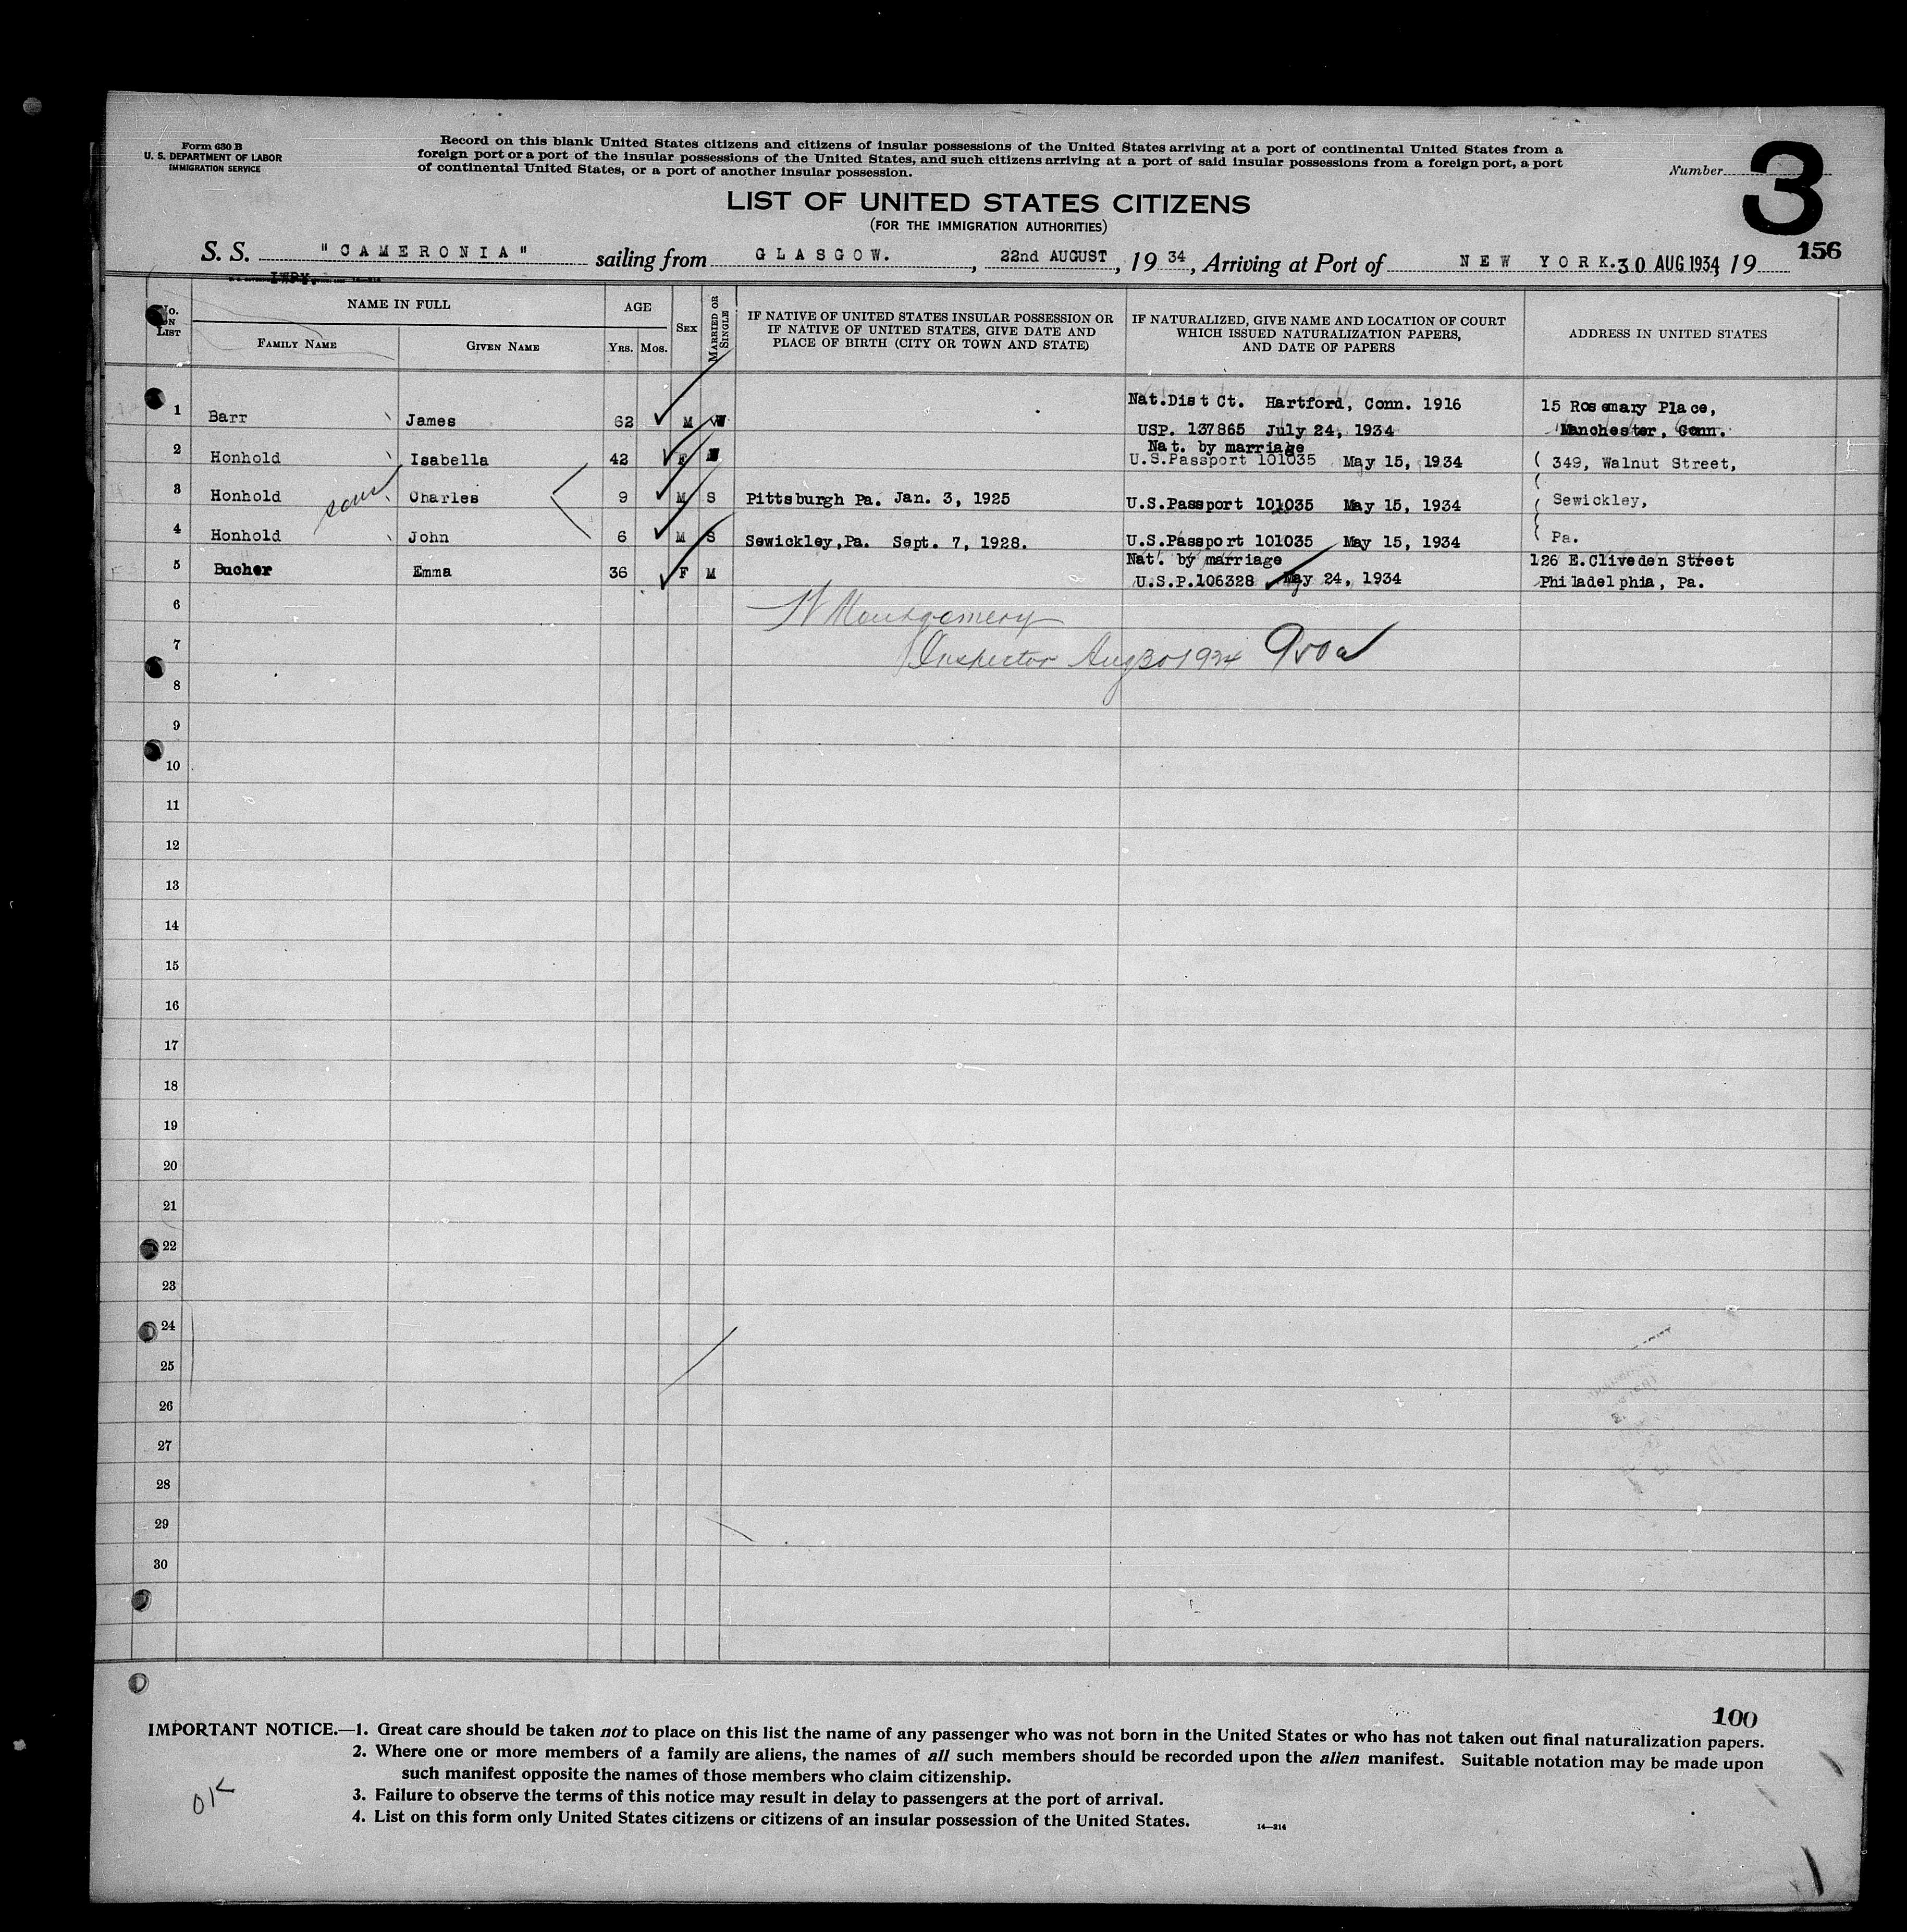 Form 630 B
U. S. DEPARTMENT OF LABOR
IMMIGRATION SERVICE
Record on this blank United States citizens and citizens of insular possessions of the United States arriving at a port of continental United States from a
foreign port or a port of the insular possessions of the United States, and such citizens arriving at a port of said insular possessions from a foreign port, a port
of continental United States, or a port of another insular possession.
Number 3
LIST OF UNITED STATES CITIZENS
(FOR THE IMMIGRATION AUTHORITIES)
156
S. S. "CAMERONIA" sailing from GLASGOW., 22nd AUGUST, 1934, Arriving at Port of NEW YORK. 30 AUG 1934 19
No. ON LIST
NAME IN FULL
FAMILY NAME
GIVEN NAME
AGE
YRS. MOS.
SEX
MARRIED OR SINGLE
IF NATIVE OF UNITED STATES INSULAR POSSESSION OR
IF NATIVE OF UNITED STATES, GIVE DATE AND
PLACE OF BIRTH (CITY OR TOWN AND STATE)
IF NATURALIZED, GIVE NAME AND LOCATION OF COURT
WHICH ISSUED NATURALIZATION PAPERS,
AND DATE OF PAPERS
ADDRESS IN UNITED STATES
Nat.Dist Ct. Hartford, Conn. 1916 15 Rosemary Place,
1 Barr James 62 M W
USP. 137865 July 24, 1934 Manchester, Conn.
Nat. by marriage
2 Honhold Isabella 42 F U.S.Passport 101035 May 15, 1934 ( 349, Walnut Street,
3 Honhold sons Charles 9 M S Pittsburgh Pa. Jan. 3, 1925 U.S.Passport 101035 May 15, 1934 ( Sewickley,
4 Honhold John 6 M S Sewickley,Pa. Sept. 7, 1928. U.S.Passport 101035 May 15, 1934 ( Pa.
Nat. by marriage 126 E.Cliveden Street
5 Bucher Emma 36 F M U.S.P.106328 May 24, 1934 Philadelphia, Pa.
6 Montgomery
7 Inspector Aug 30 1934
8
9
10
11
12
13
14
15
16
17
18
19
20
21
22
23
24
25
26
27
28
29
30
100
IMPORTANT NOTICE.—1. Great care should be taken not to place on this list the name of any passenger who was not born in the United States or who has not taken out final naturalization papers.
2. Where one or more members of a family are aliens, the names of all such members should be recorded upon the alien manifest. Suitable notation may be made upon
such manifest opposite the names of those members who claim citizenship.
3. Failure to observe the terms of this notice may result in delay to passengers at the port of arrival.
4. List on this form only United States citizens or citizens of an insular possession of the United States.
14—214
OK